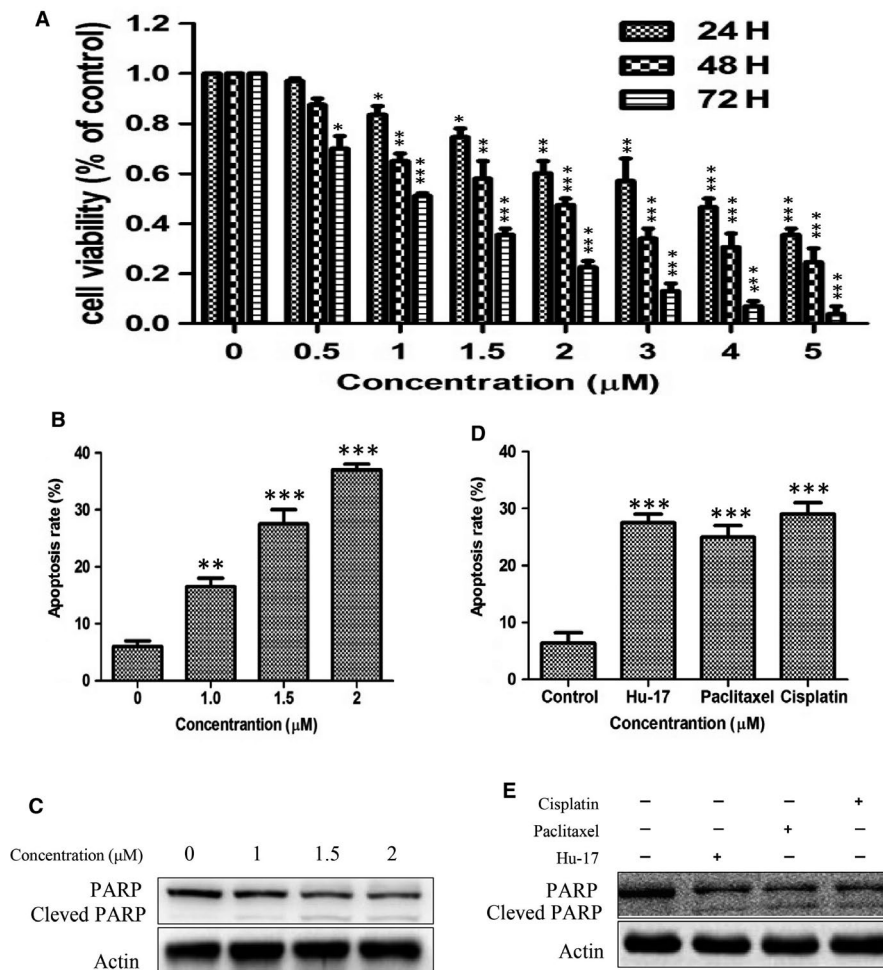 A
cell viability (% of control)
1.2
1.0
0.8
0.6
0.4
0.2
0.0
24 H
48 H
72 H
* * ** *** * ** *** ** *** *** ** *** *** *** *** *** *** *** ***
0 0.5 1 1.5 2 3 4 5
Concentration (μM)
B
Apoptosis rate (%)
40
30
20
10
0
** *** ***
0 1.0 1.5 2
Concentrantion (μM)
D
Apoptosis rate (%)
40
30
20
10
0
*** *** ***
Control Hu-17 Paclitaxel Cisplatin
Concentrantion (μM)
C
Concentration (μM) 0 1 1.5 2
PARP
Cleved PARP
Actin
E
Cisplatin – – – +
Paclitaxel – – + –
Hu-17 – + – –
PARP
Cleved PARP
Actin